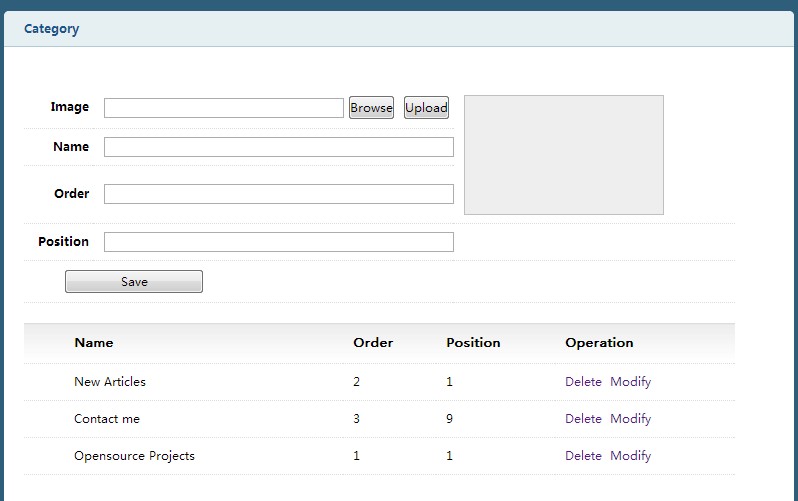 Category
Image Browse Upload
Name
Order
Position
Save
Name Order Position Operation
New Articles 2 1 Delete Modify
Contact me 3 9 Delete Modify
Opensource Projects 1 1 Delete Modify